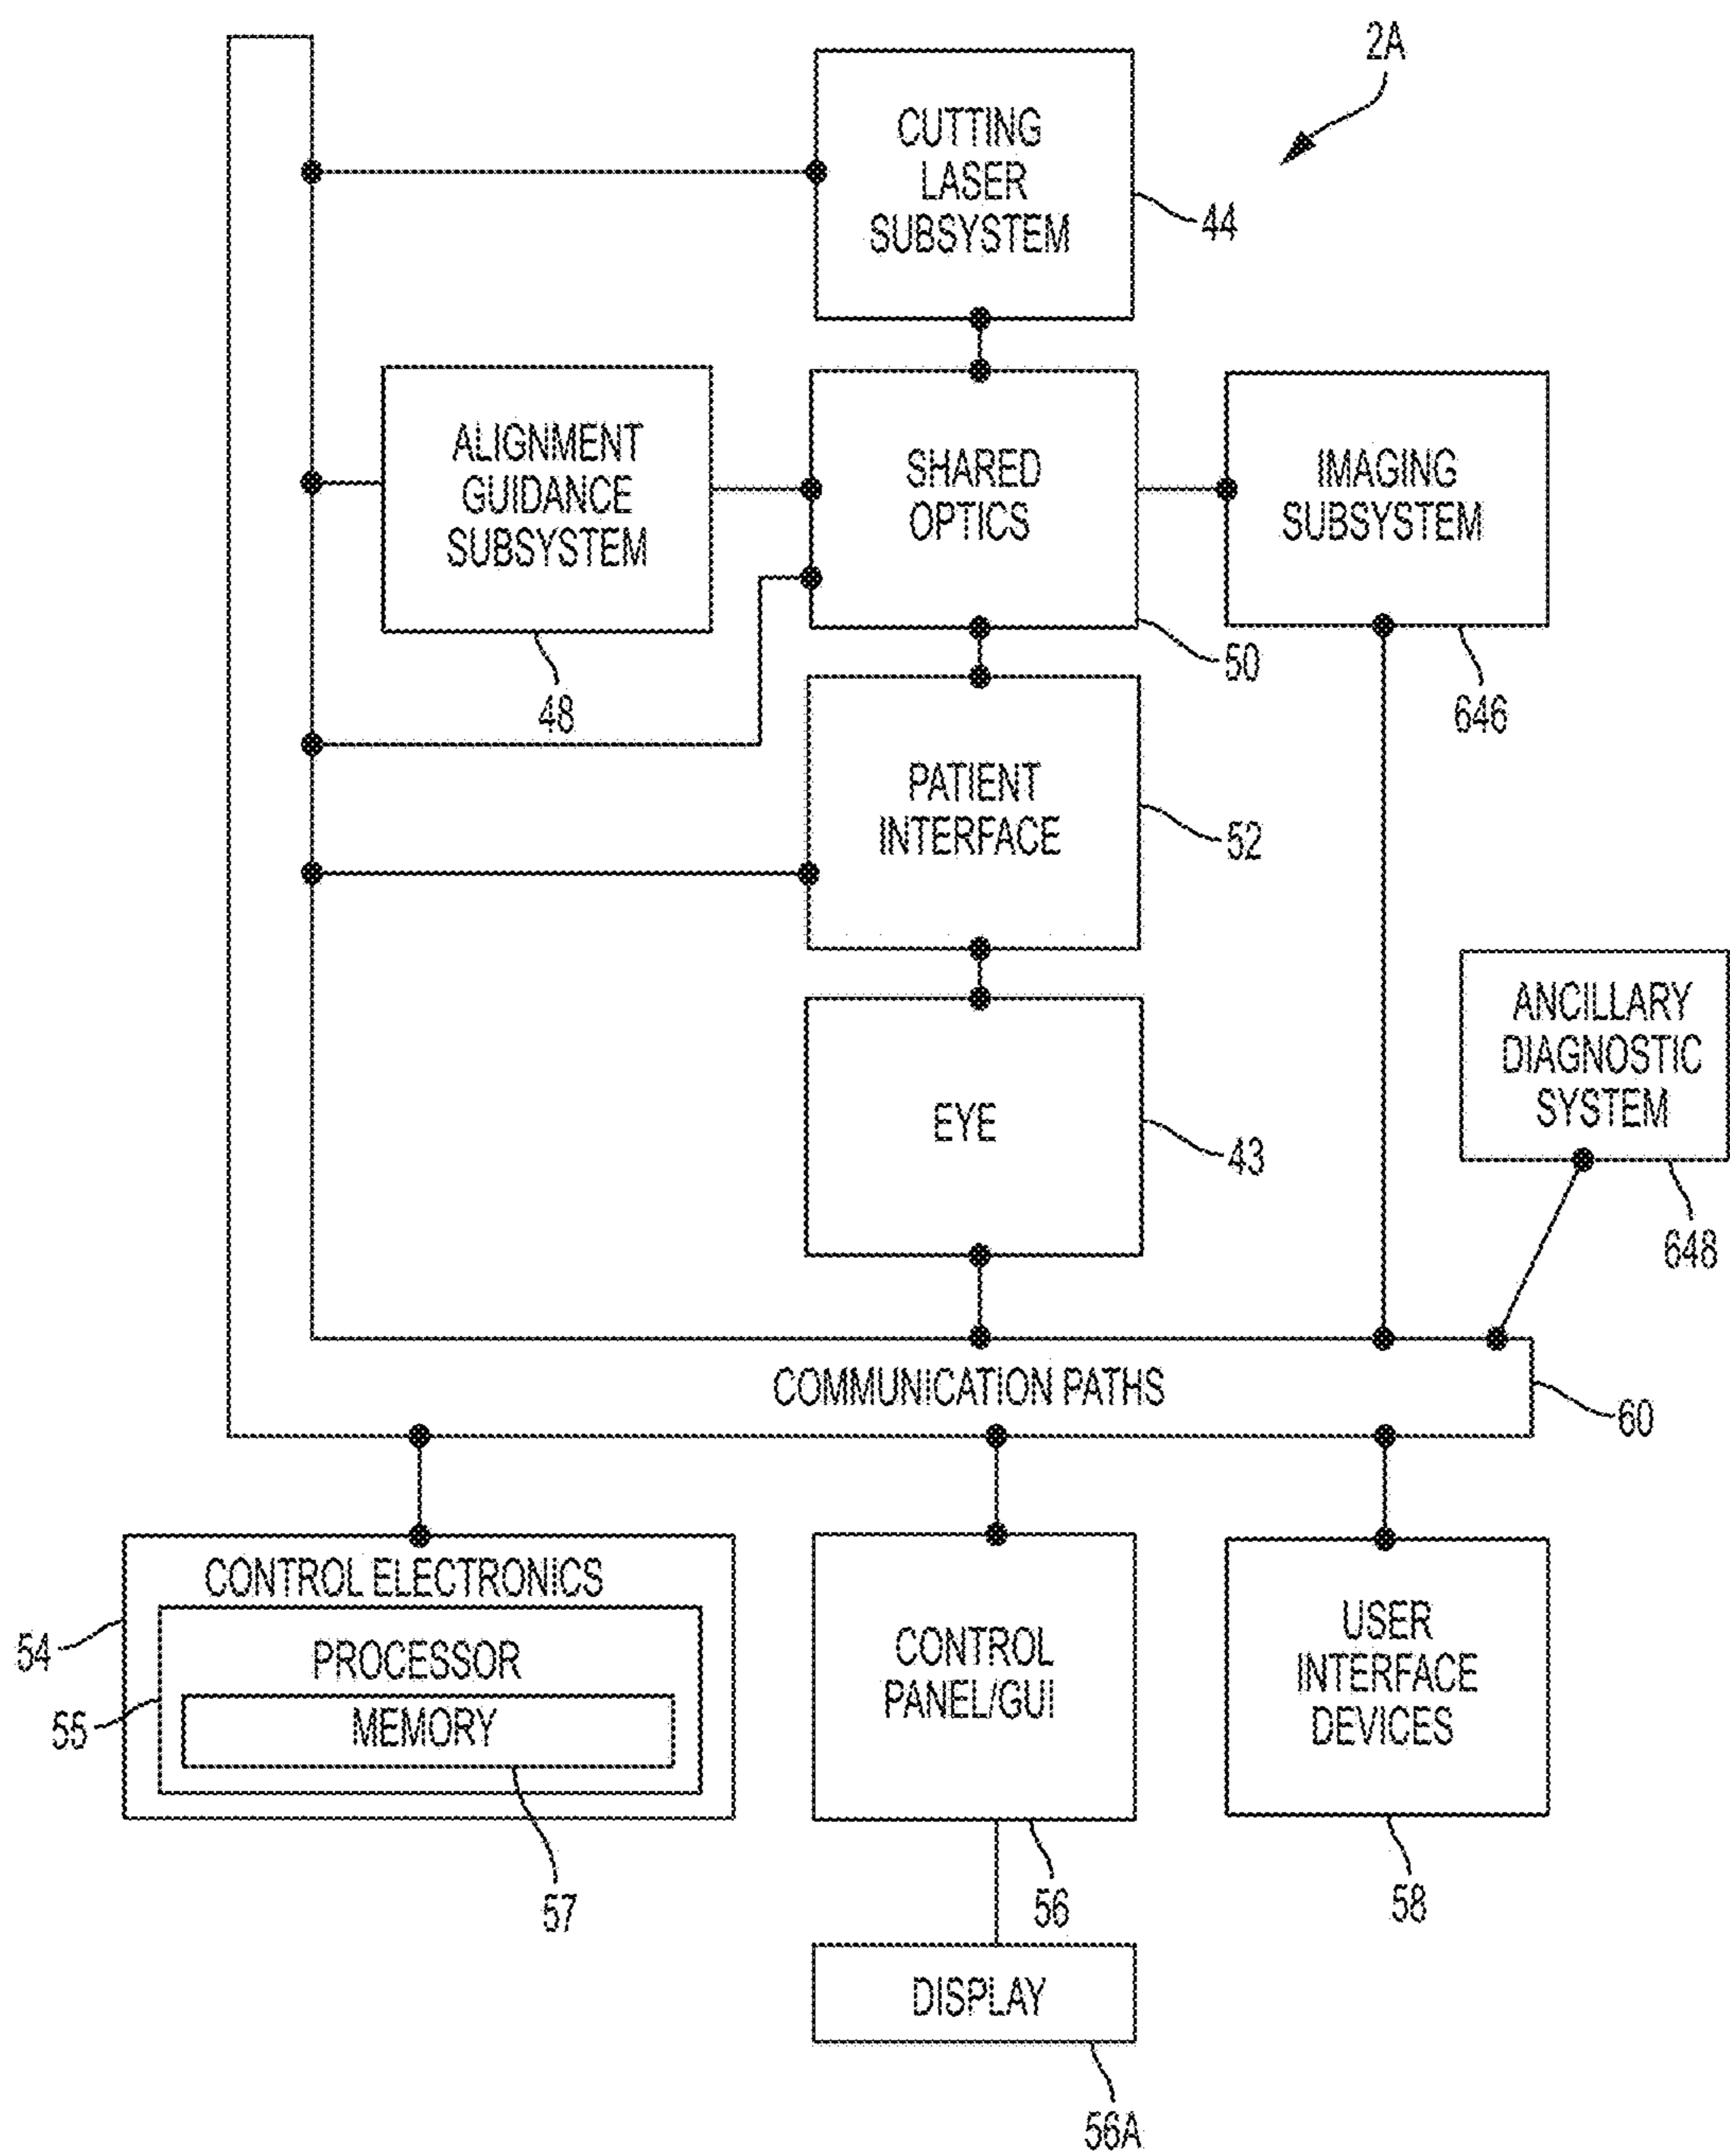 2A
CUTTING
LASER
SUBSYSTEM
44
ALIGNMENT
GUIDANCE
SUBSYSTEM
48
SHARED
OPTICS
50
IMAGING
SUBSYSTEM
646
PATIENT
INTERFACE
52
EYE
43
ANCILLARY
DIAGNOSTIC
SYSTEM
648
COMMUNICATION PATHS
60
CONTROL ELECTRONICS
54
PROCESSOR
55
MEMORY
57
CONTROL
PANEL/GUI
56
USER
INTERFACE
DEVICES
58
DISPLAY
56A